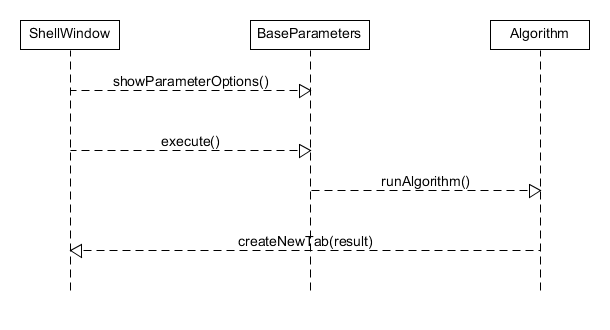 ShellWindow
BaseParameters
Algorithm
showParameterOptions()
execute()
runAlgorithm()
createNewTab(result)